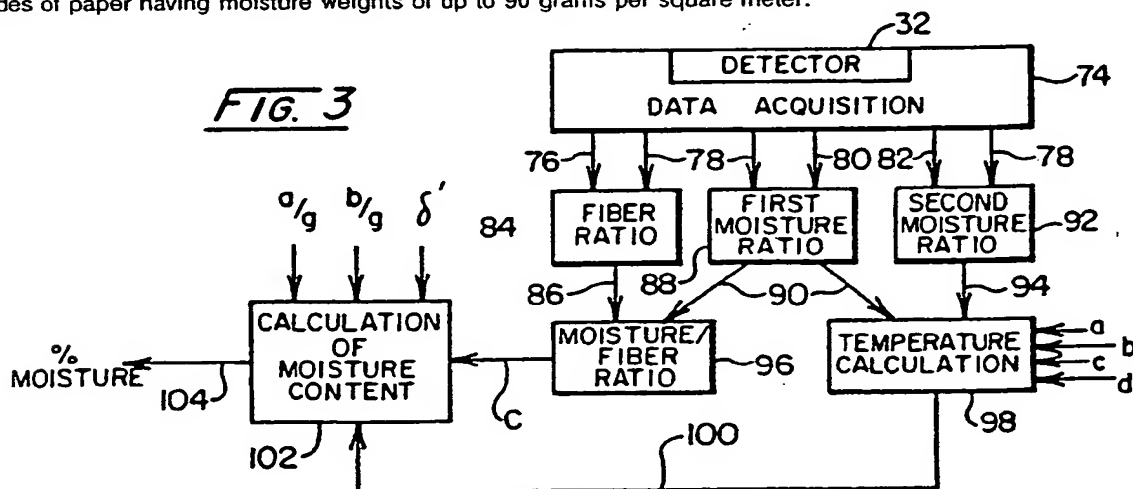 des of paper having moisture weights of up to 90 grams per square meter.
FIG. 3
32
DETECTOR
DATA ACQUISITION
74
76
78
80
82
78
a/g
b/g
δ'
84
FIBER
RATIO
FIRST
MOISTURE
RATIO
88
SECOND
MOISTURE
RATIO
92
86
90
94
CALCULATION
OF
MOISTURE
CONTENT
%
MOISTURE
104
102
C
MOISTURE/
FIBER
RATIO
96
TEMPERATURE
CALCULATION
a
b
c
d
98
100